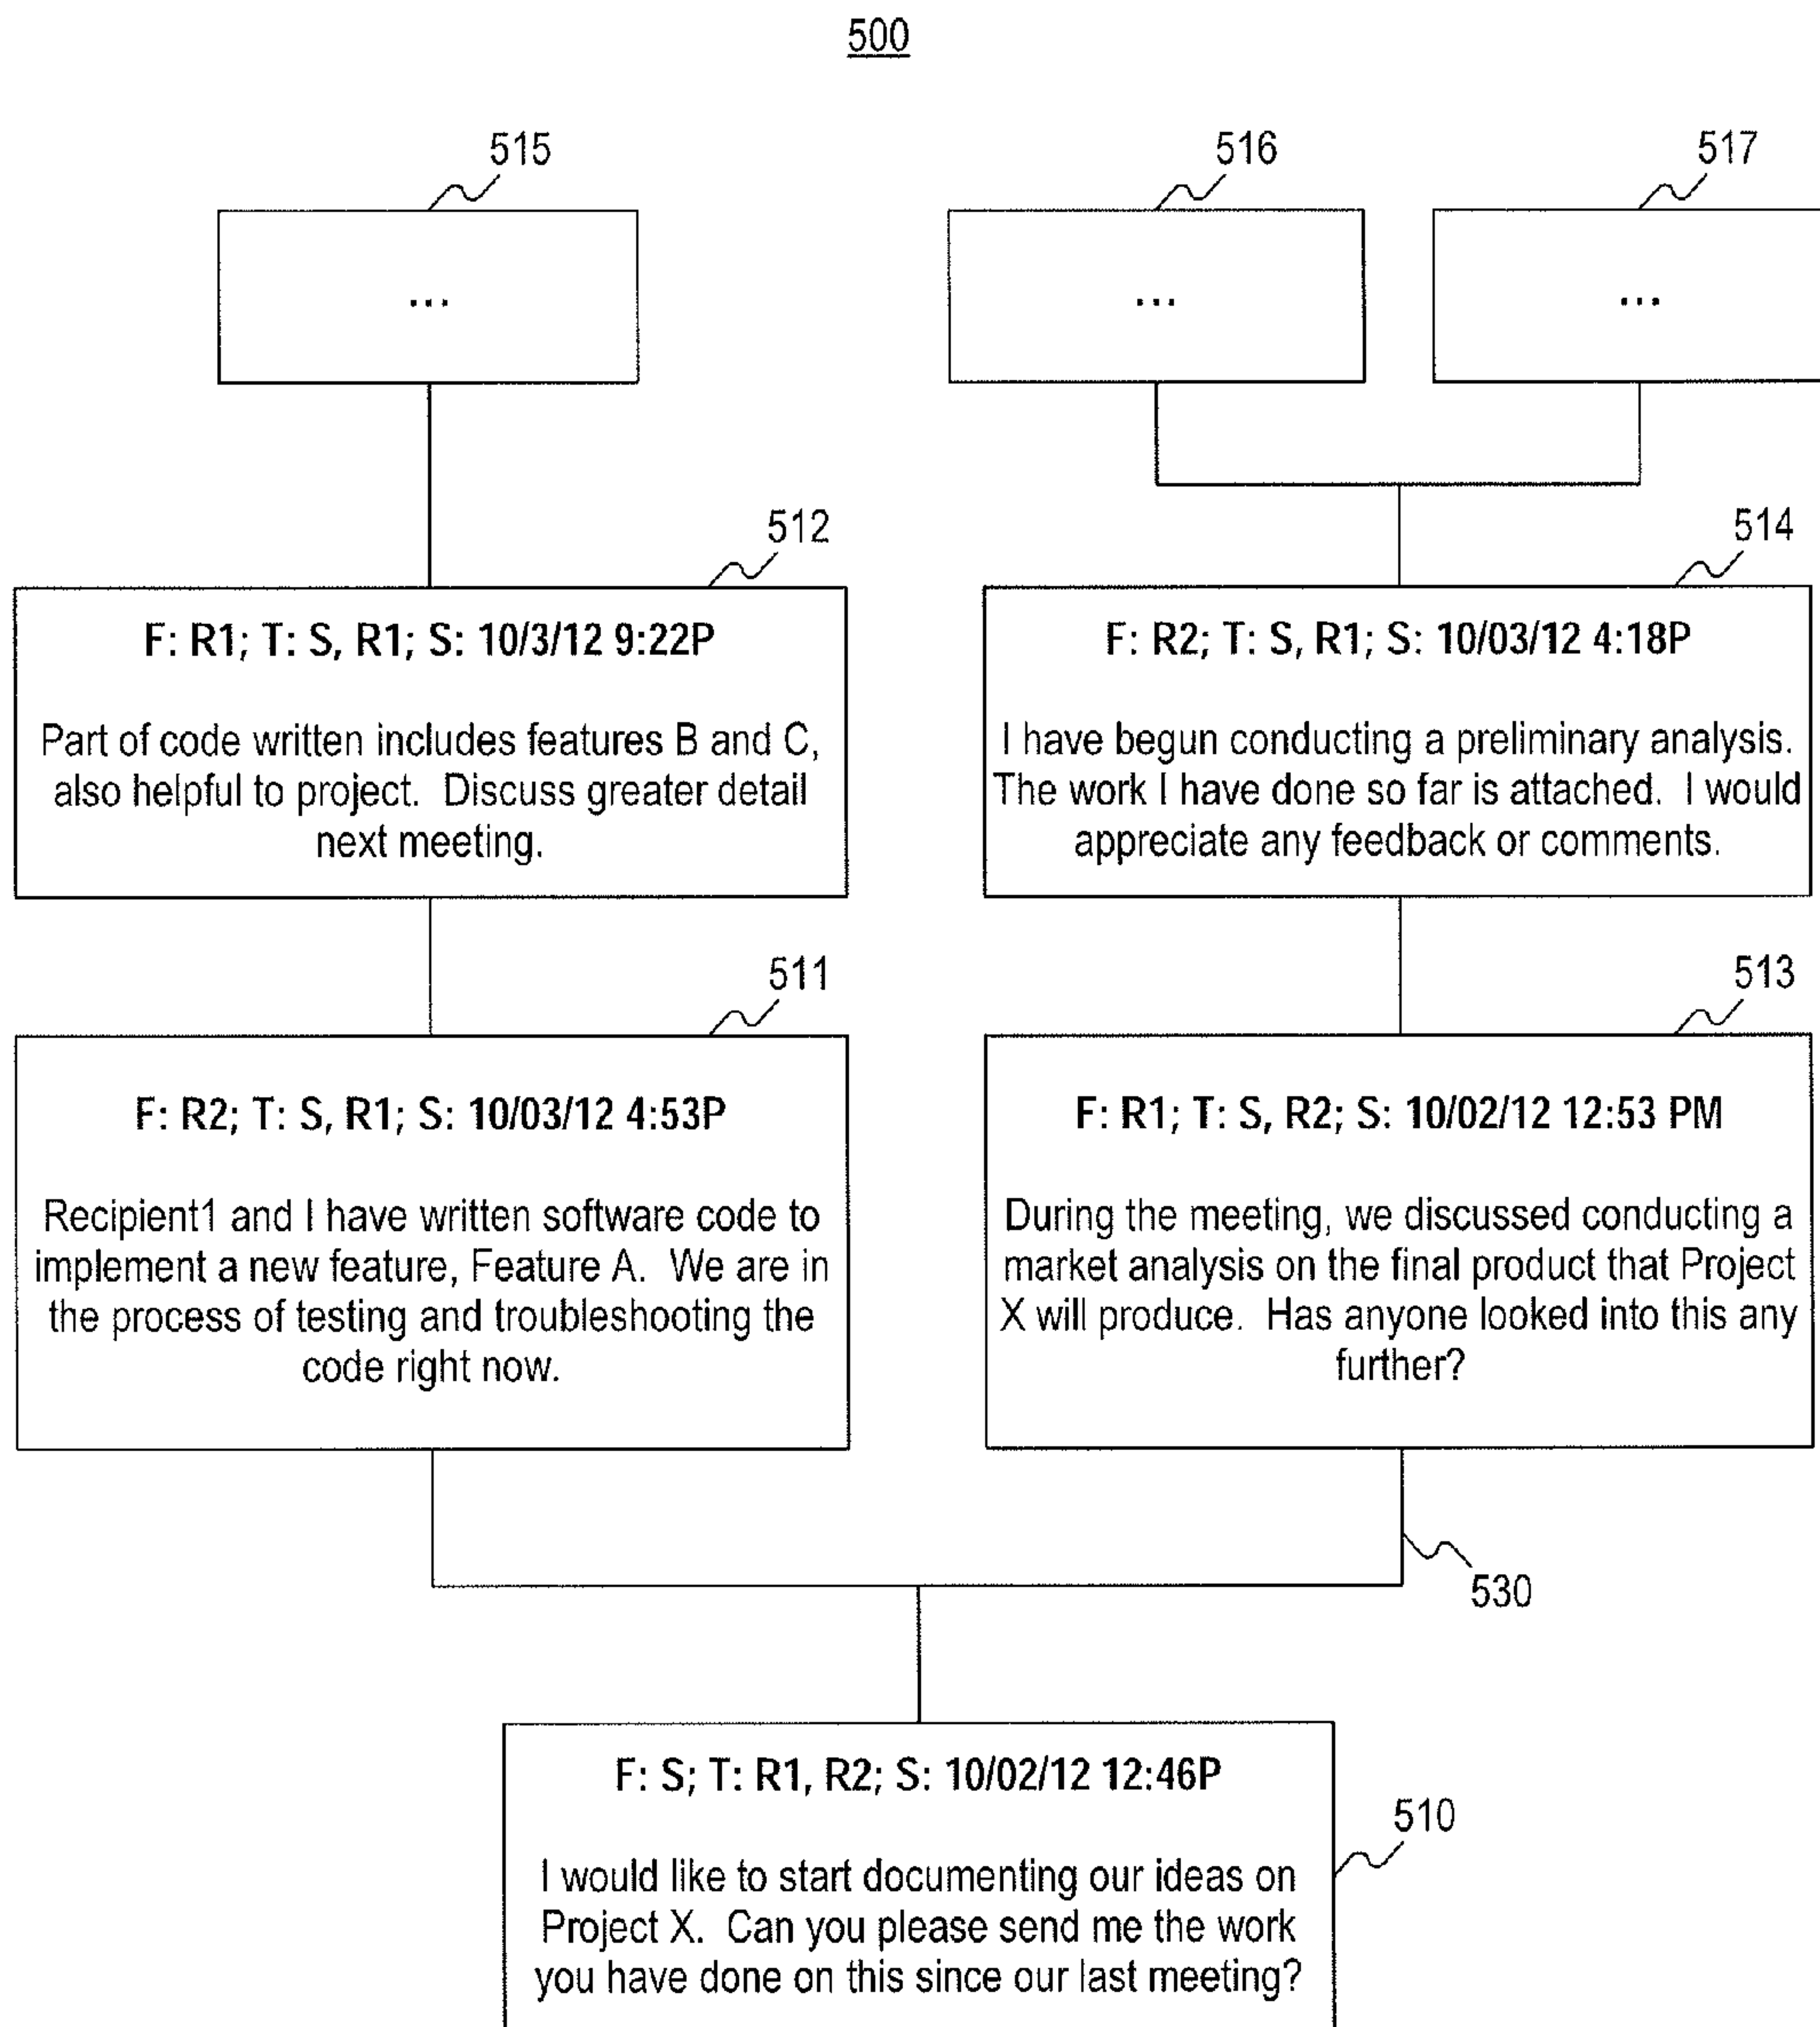 500
515
516
517
...
...
...
512
514
F: R1; T: S, R1; S: 10/3/12 9:22P
Part of code written includes features B and C,
also helpful to project. Discuss greater detail
next meeting.
F: R2; T: S, R1; S: 10/03/12 4:18P
I have begun conducting a preliminary analysis.
The work I have done so far is attached. I would
appreciate any feedback or comments.
511
513
F: R2; T: S, R1; S: 10/03/12 4:53P
Recipient1 and I have written software code to
implement a new feature, Feature A. We are in
the process of testing and troubleshooting the
code right now.
F: R1; T: S, R2; S: 10/02/12 12:53 PM
During the meeting, we discussed conducting a
market analysis on the final product that Project
X will produce. Has anyone looked into this any
further?
530
F: S; T: R1, R2; S: 10/02/12 12:46P
510
I would like to start documenting our ideas on
Project X. Can you please send me the work
you have done on this since our last meeting?